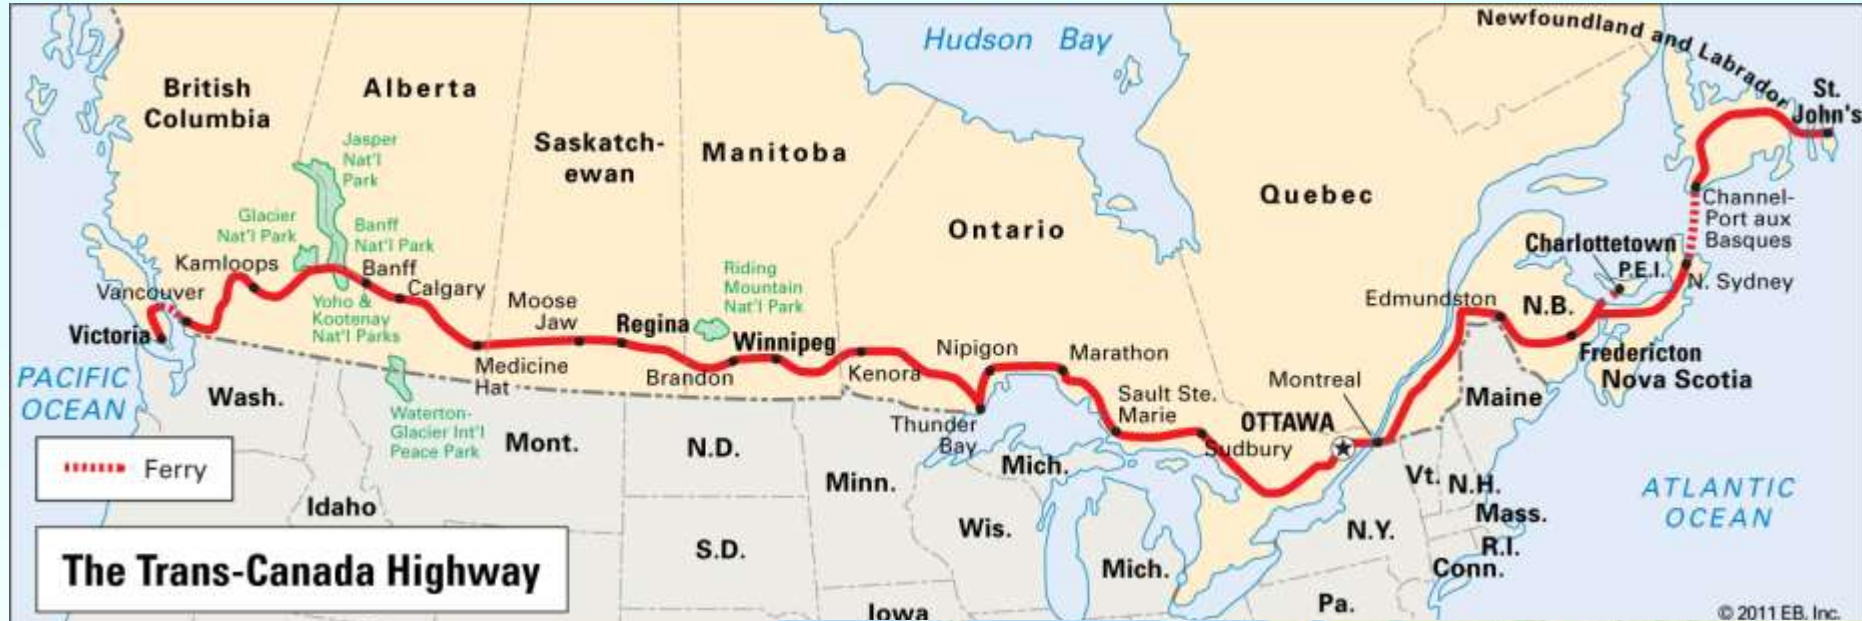 Hudson Bay
Newfoundland and Labrador
St.
John's
British
Columbia
Alberta
Saskatch-
ewan
Manitoba
Ontario
Quebec
Jasper
Nat'l
Park
Glacier
Nat'l Park
Banff
Nat'l Park
Kamloops
Banff
Calgary
Vancouver
Victoria
Yoho &
Kootenay
Nat'l Parks
Moose
Jaw
Regina
Riding
Mountain
Nat'l Park
Winnipeg
Medicine
Hat
Brandon
Kenora
Nipigon
Marathon
Thunder
Bay
Sault Ste.
Marie
Sudbury
OTTAWA
Montreal
Edmundston
N.B.
Charlottetown
P.E.I.
Channel-
Port aux
Basques
N. Sydney
Fredericton
Nova Scotia
PACIFIC
OCEAN
Wash.
Waterton-
Glacier Int'l
Peace Park
Mont.
N.D.
Minn.
Mich.
Maine
Vt.
N.H.
Mass.
ATLANTIC
OCEAN
Idaho
S.D.
Wis.
Mich.
N.Y.
R.I.
Conn.
Iowa
Pa.
Ferry
The Trans-Canada Highway
© 2011 EB, Inc.